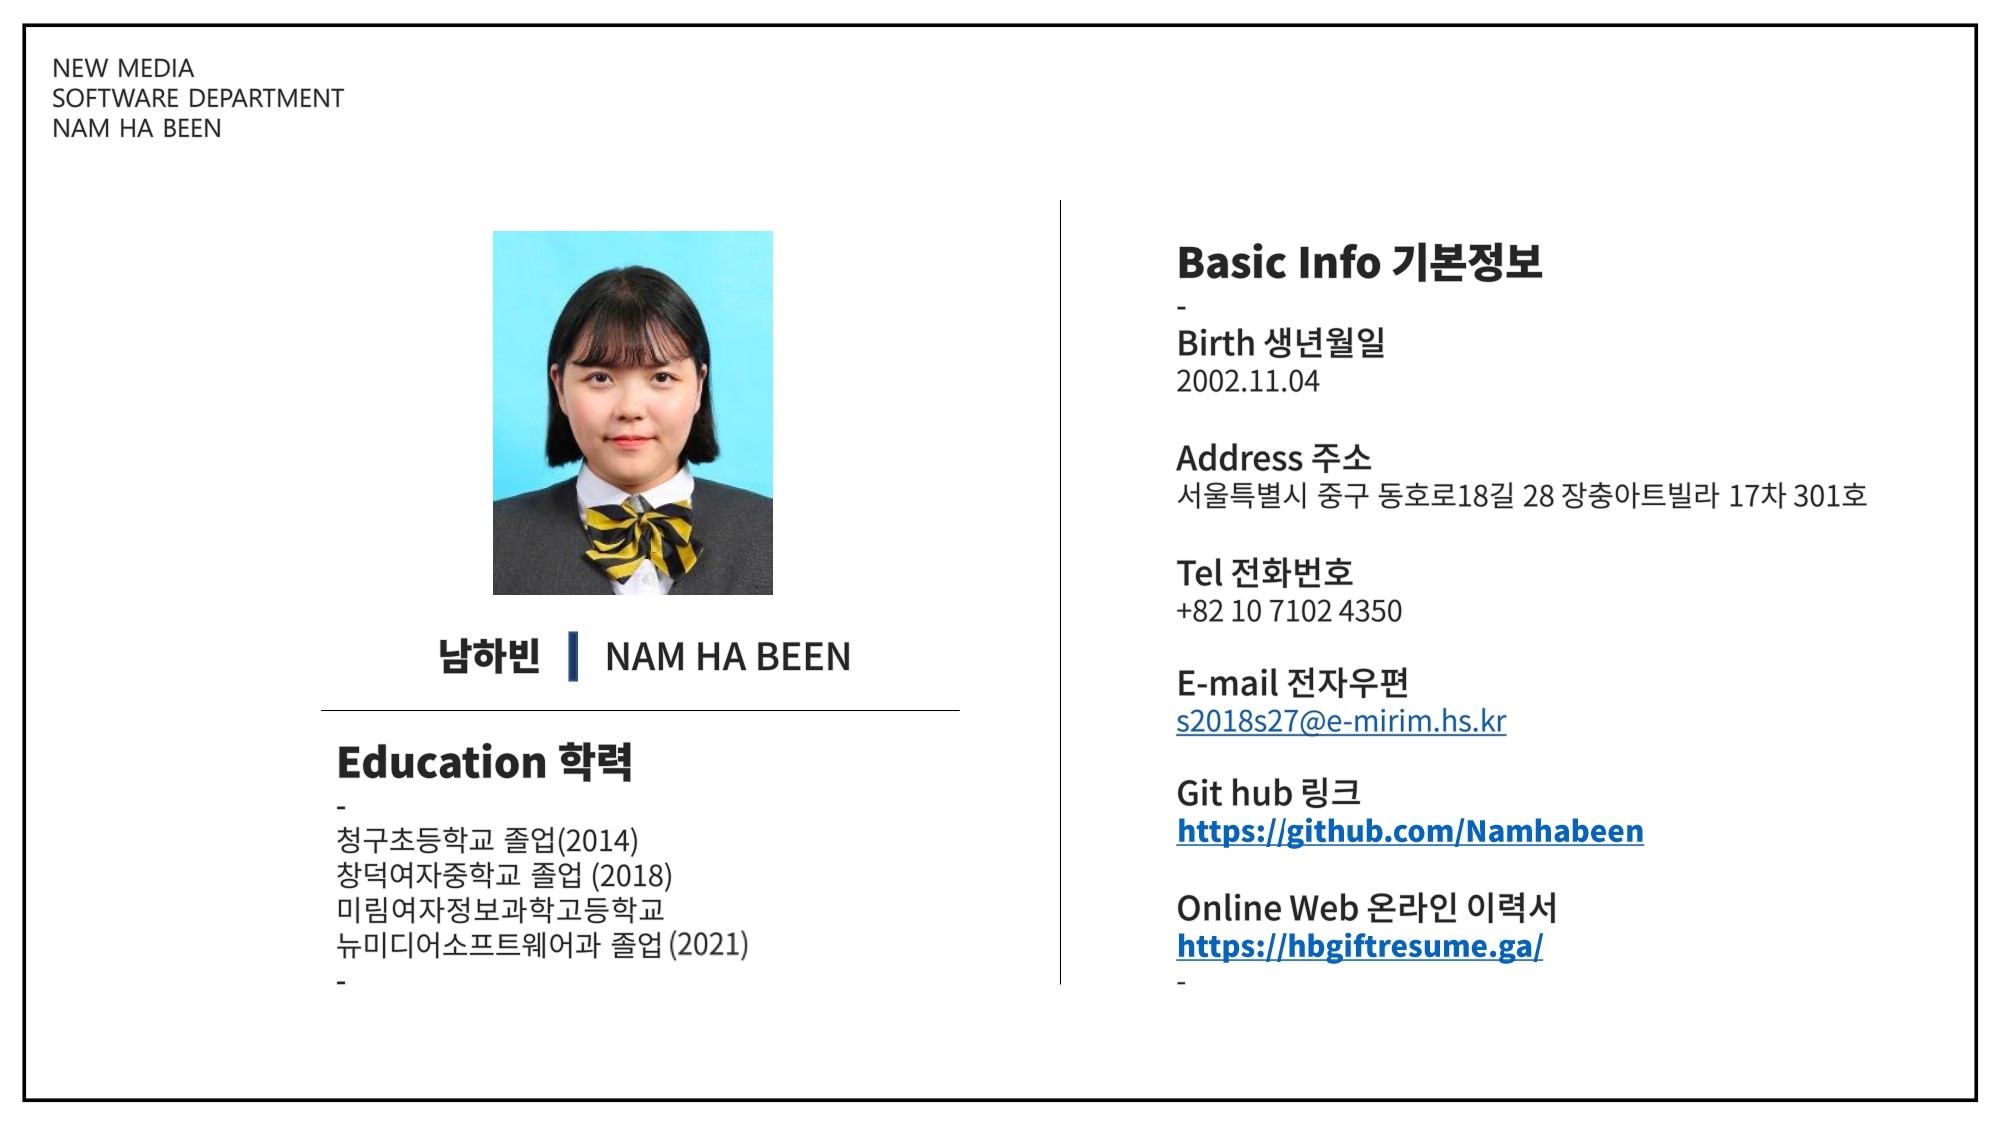 NEW MEDIA
SOFTWARE DEPARTMENT
NAM HA BEEN
남하빈 NAM HA BEEN
Education 학력
-
청구초등학교 졸업(2014)
창덕여자중학교 졸업 (2018)
미림여자정보과학고등학교
뉴미디어소프트웨어과 졸업 (2021)
-
Basic Info 기본정보
-
Birth 생년월일
2002.11.04
Address 주소
서울특별시 중구 동호로18길 28 장충아트빌라 17차 301호
Tel 전화번호
+82 10 7102 4350
E-mail 전자우편
s2018s27@e-mirim.hs.kr
Git hub 링크
https://github.com/Namhabeen
Online Web 온라인 이력서
https://hbgiftresume.ga/
-